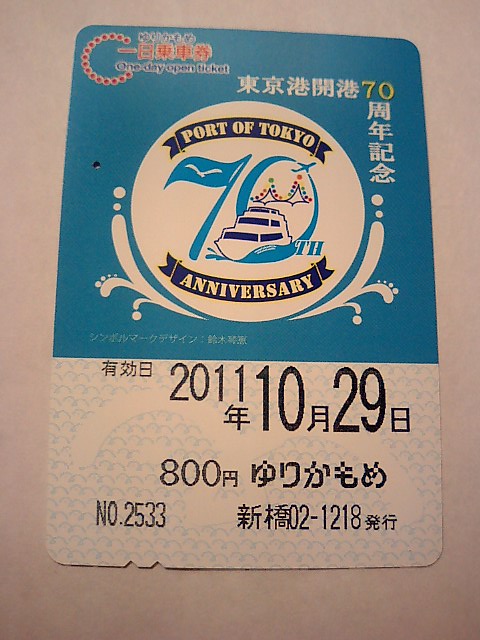 ゆりかもめ
一日乗車券
One-day open ticket
東京港開港70
周年記念
PORT OF TOKYO
70TH
ANNIVERSARY
シンボルマークデザイン:鈴木琴恵
有効日 2011年10月29日
800円 ゆりかもめ
NO.2533 新橋02-1218発行